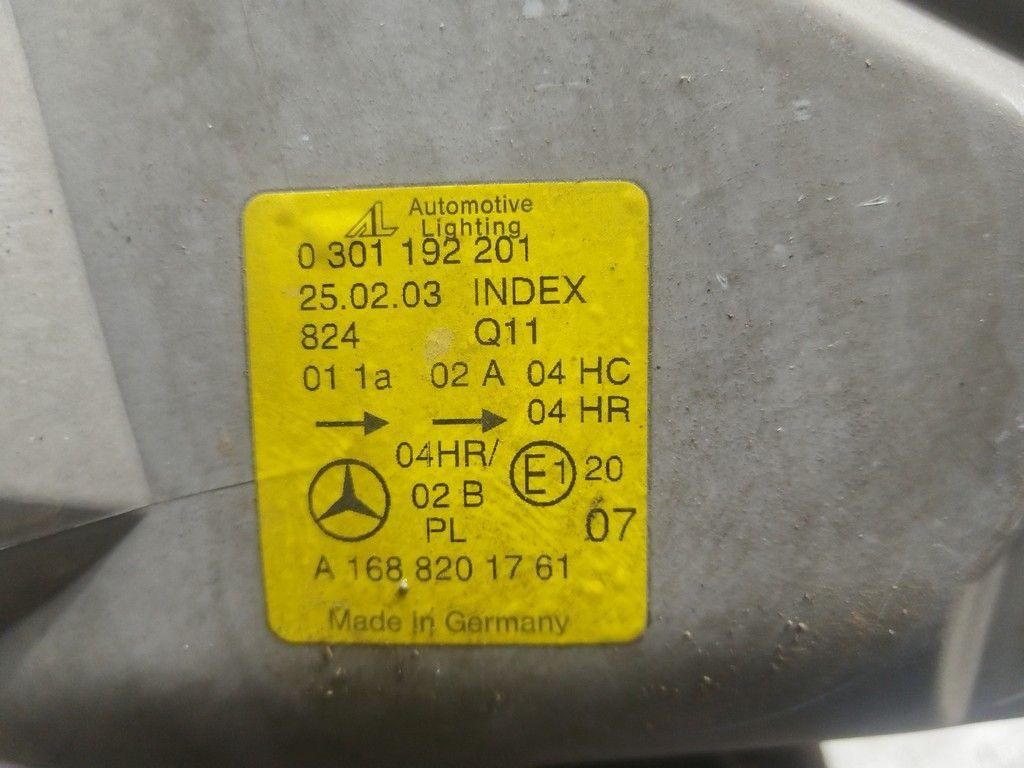 AL Automotive
Lighting
0 301 192 201
25.02.03 INDEX
824 Q11
01 1a 02 A 04 HC
04 HR
04HR/ E1 20
02 B
PL 07
A 168 820 17 61
Made in Germany